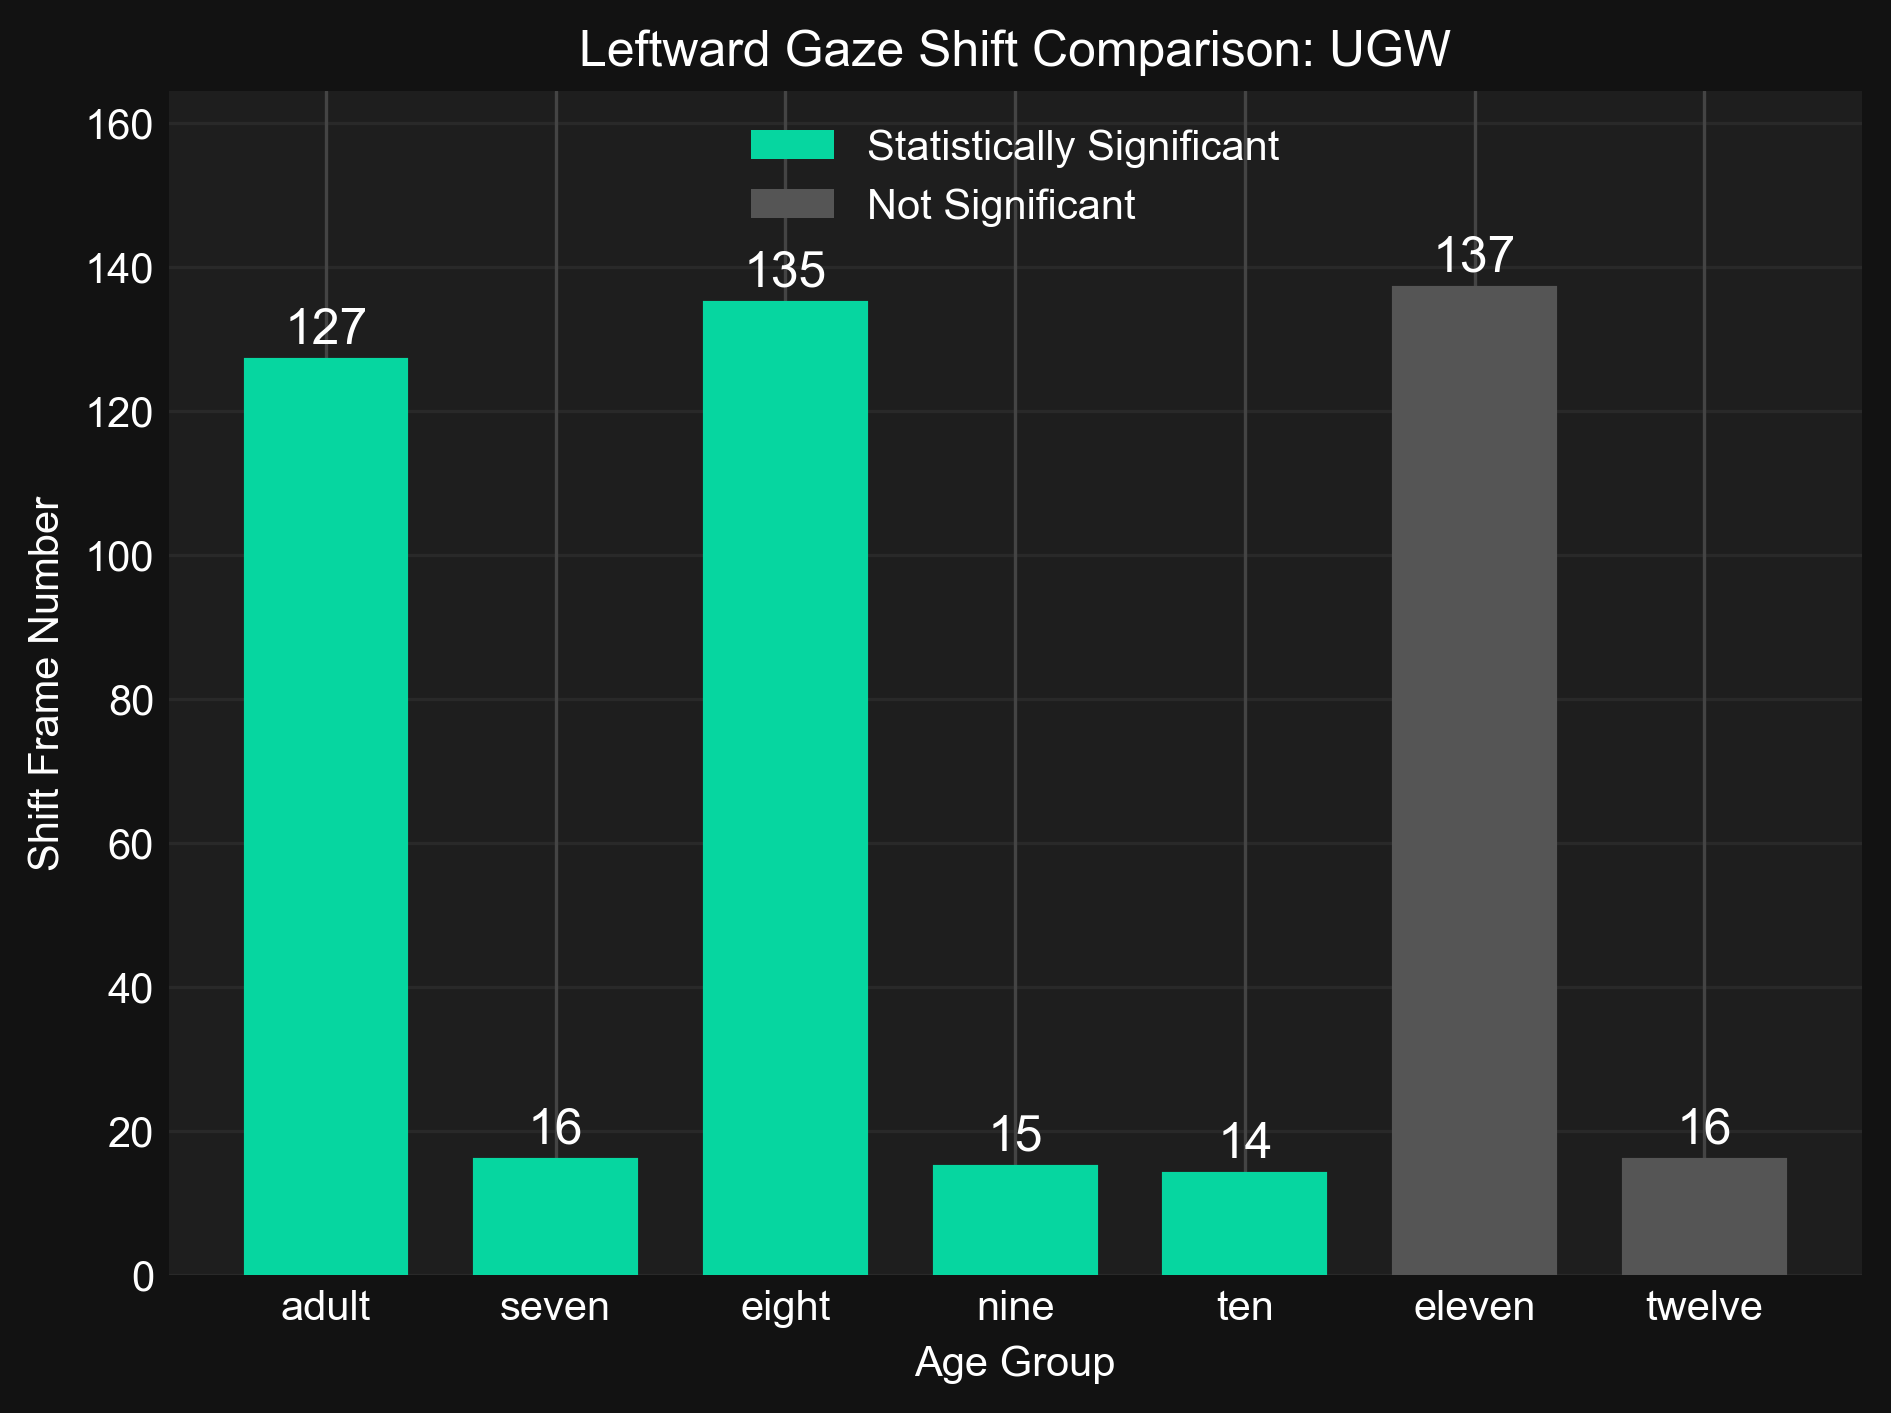 Leftward Gaze Shift Comparison: UGW
Statistically Significant
Not Significant
160
140
120
100
80
60
40
20
0
Shift Frame Number
127
16
135
15
14
137
16
adult
seven
eight
nine
ten
eleven
twelve
Age Group